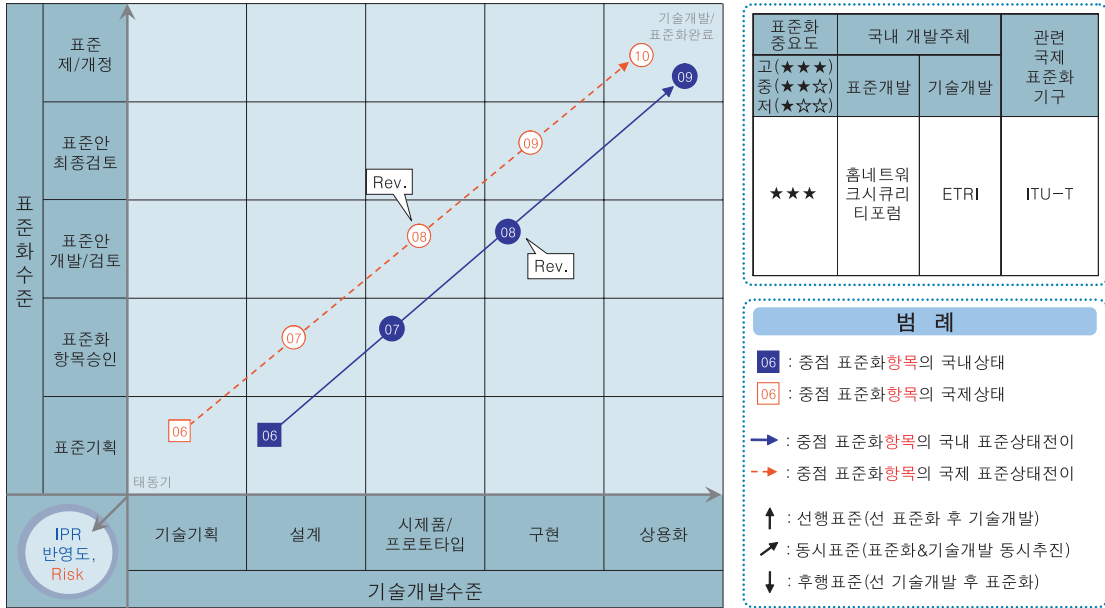 표준화수준
표준
제/개정
표준안
최종검토
표준안
개발/검토
표준화
항목승인
표준기획
기술개발/
표준화완료
10
09
09
Rev.
08
08
Rev.
07
07
06
06
태동기
IPR
반영도,
Risk
기술기획
설계
시제품/
프로토타입
구현
상용화
기술개발수준
표준화
중요도
국내 개발주체
관련
국제
표준화
기구
고(★★★)
중(★★☆)
저(★☆☆)
표준개발
기술개발
★★★
홈네트워
크시큐리
티포럼
ETRI
ITU-T
범 례
06 : 중점 표준화항목의 국내상태
06 : 중점 표준화항목의 국제상태
: 중점 표준화항목의 국내 표준상태전이
: 중점 표준화항목의 국제 표준상태전이
: 선행표준(선 표준화 후 기술개발)
: 동시표준(표준화&기술개발 동시추진)
: 후행표준(선 기술개발 후 표준화)